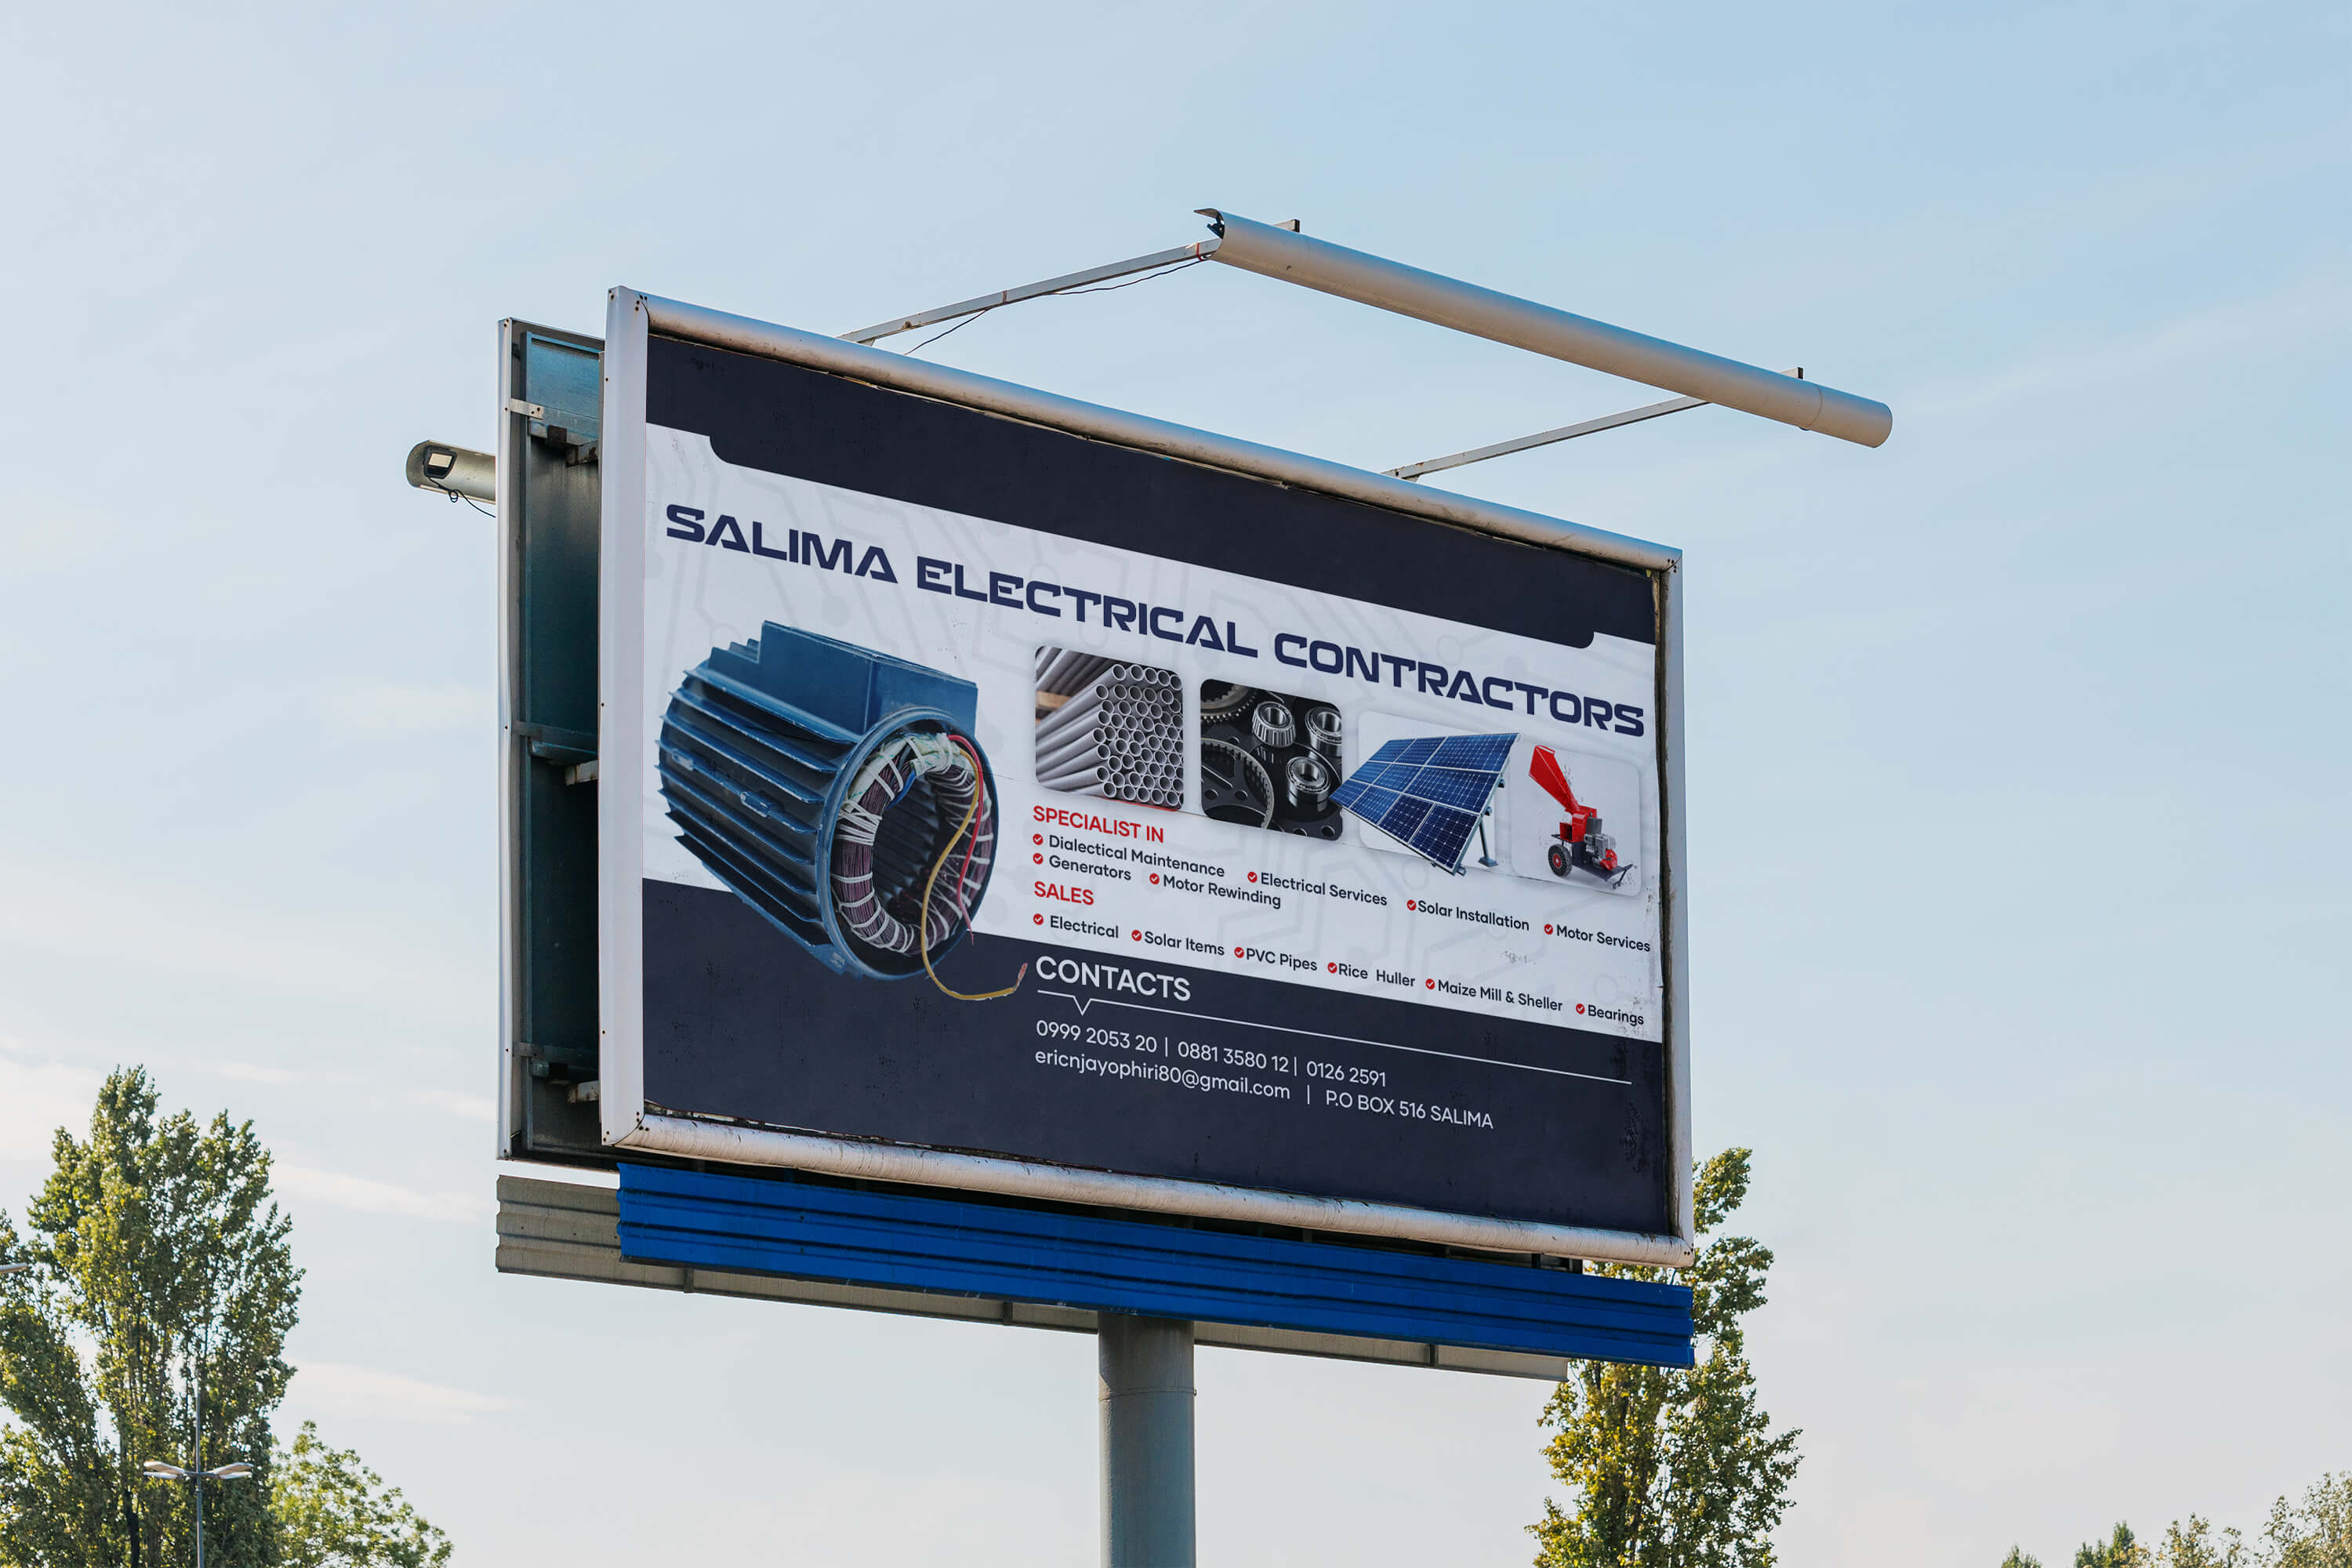 SALIMA ELECTRICAL CONTRACTORS
SPECIALIST IN
Dialectical Maintenance Electrical Services Solar Installation Motor Services
Generators Motor Rewinding
SALES
Electrical Solar Items PVC Pipes Rice Huller Maize Mill & Sheller Bearings
CONTACTS
0999 2053 20 | 0881 3580 12 | 0126 2591
ericnjayophiri80@gmail.com | P.O BOX 516 SALIMA